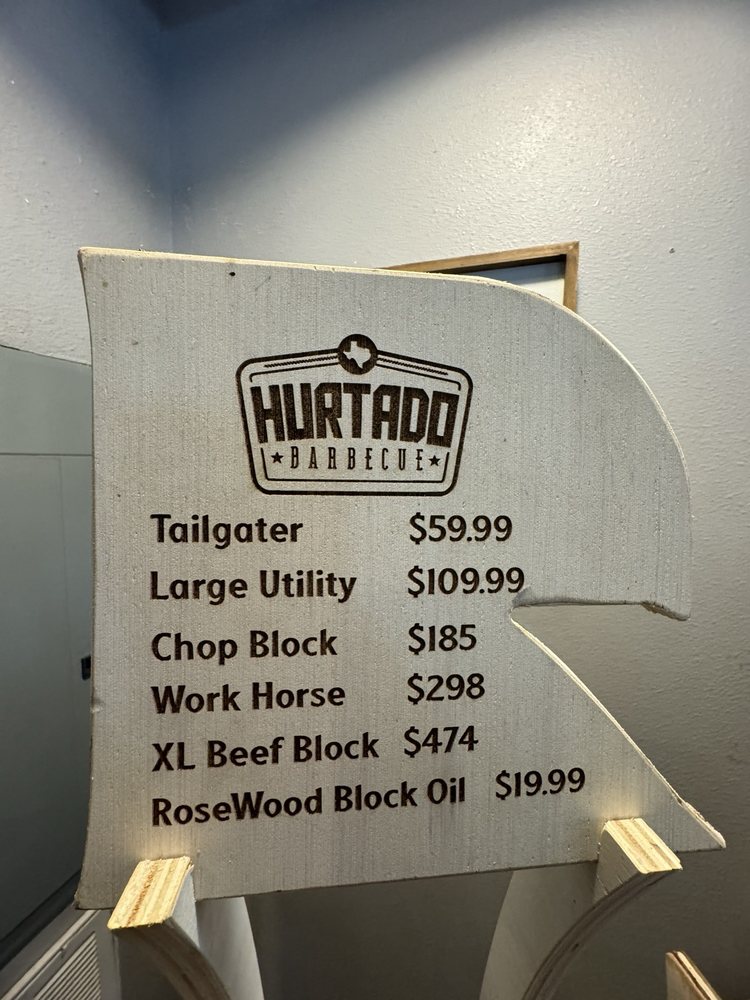 HURTADO
BARBECUE
Tailgater $59.99
Large Utility $109.99
Chop Block $185
Work Horse $298
XL Beef Block $474
RoseWood Block Oil $19.99